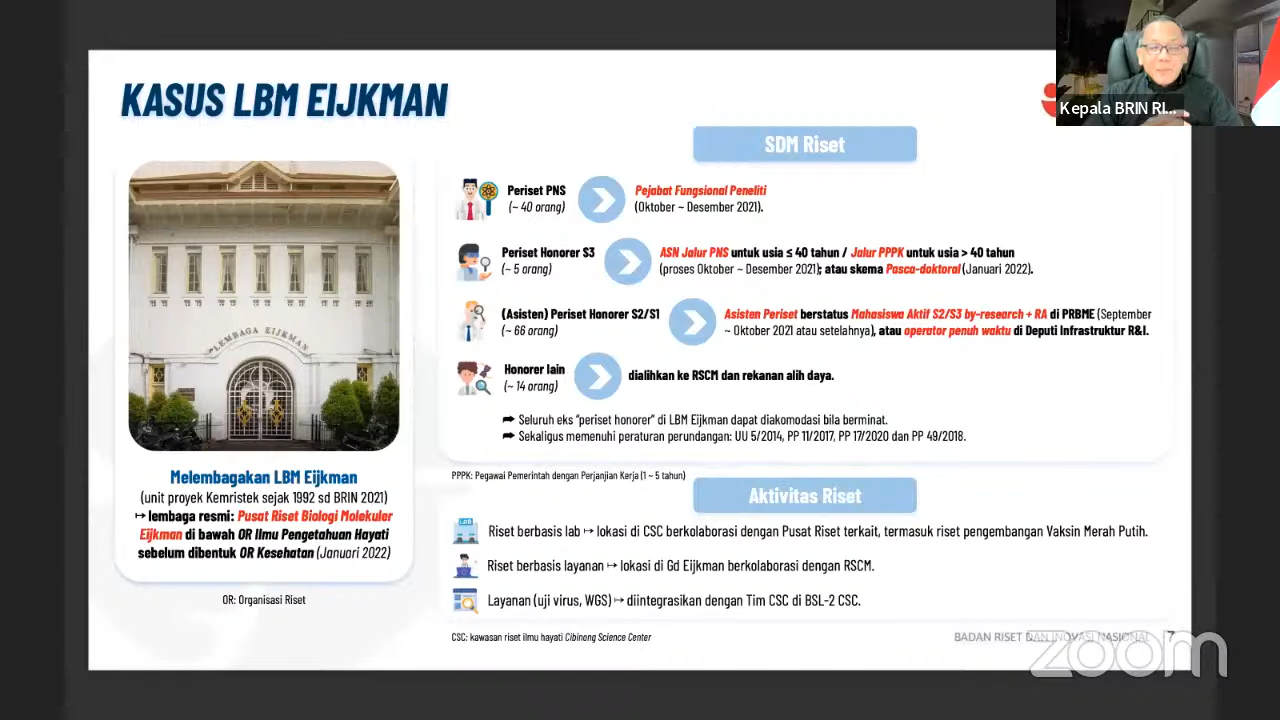 KASUS LBM EIJKMAN
Kepala BRIN RI...
LEMBAGA EIJKMAN
Melembagakan LBM Eijkman
(unit proyek Kemristek sejak 1992 sd BRIN 2021)
↦ lembaga resmi: Pusat Riset Biologi Molekuler
Eijkman di bawah OR Ilmu Pengetahuan Hayati
sebelum dibentuk OR Kesehatan (Januari 2022)
OR: Organisasi Riset
SDM Riset
Periset PNS
(~ 40 orang)
Pejabat Fungsional Peneliti
(Oktober ~ Desember 2021).
Periset Honorer S3
(~ 5 orang)
ASN Jalur PNS untuk usia ≤ 40 tahun / Jalur PPPK untuk usia > 40 tahun
(proses Oktober ~ Desember 2021); atau skema Pasca-doktoral (Januari 2022).
(Asisten) Periset Honorer S2/S1
(~ 66 orang)
Asisten Periset berstatus Mahasiswa Aktif S2/S3 by-research + RA di PRBME (September
~ Oktober 2021 atau setelahnya), atau operator penuh waktu di Deputi Infrastruktur R&I.
Honorer lain
(~ 14 orang)
dialihkan ke RSCM dan rekanan alih daya.
➦ Seluruh eks "periset honorer" di LBM Eijkman dapat diakomodasi bila berminat.
➦ Sekaligus memenuhi peraturan perundangan: UU 5/2014, PP 11/2017, PP 17/2020 dan PP 49/2018.
PPPK: Pegawai Pemerintah dengan Perjanjian Kerja (1 ~ 5 tahun)
Aktivitas Riset
LAB
Riset berbasis lab ↦ lokasi di CSC berkolaborasi dengan Pusat Riset terkait, termasuk riset pengembangan Vaksin Merah Putih.
Riset berbasis layanan ↦ lokasi di Gd Eijkman berkolaborasi dengan RSCM.
Layanan (uji virus, WGS) ↦ diintegrasikan dengan Tim CSC di BSL-2 CSC.
CSC: kawasan riset ilmu hayati Cibinong Science Center
BADAN RISET DAN INOVASI NASIONAL 7
zoom